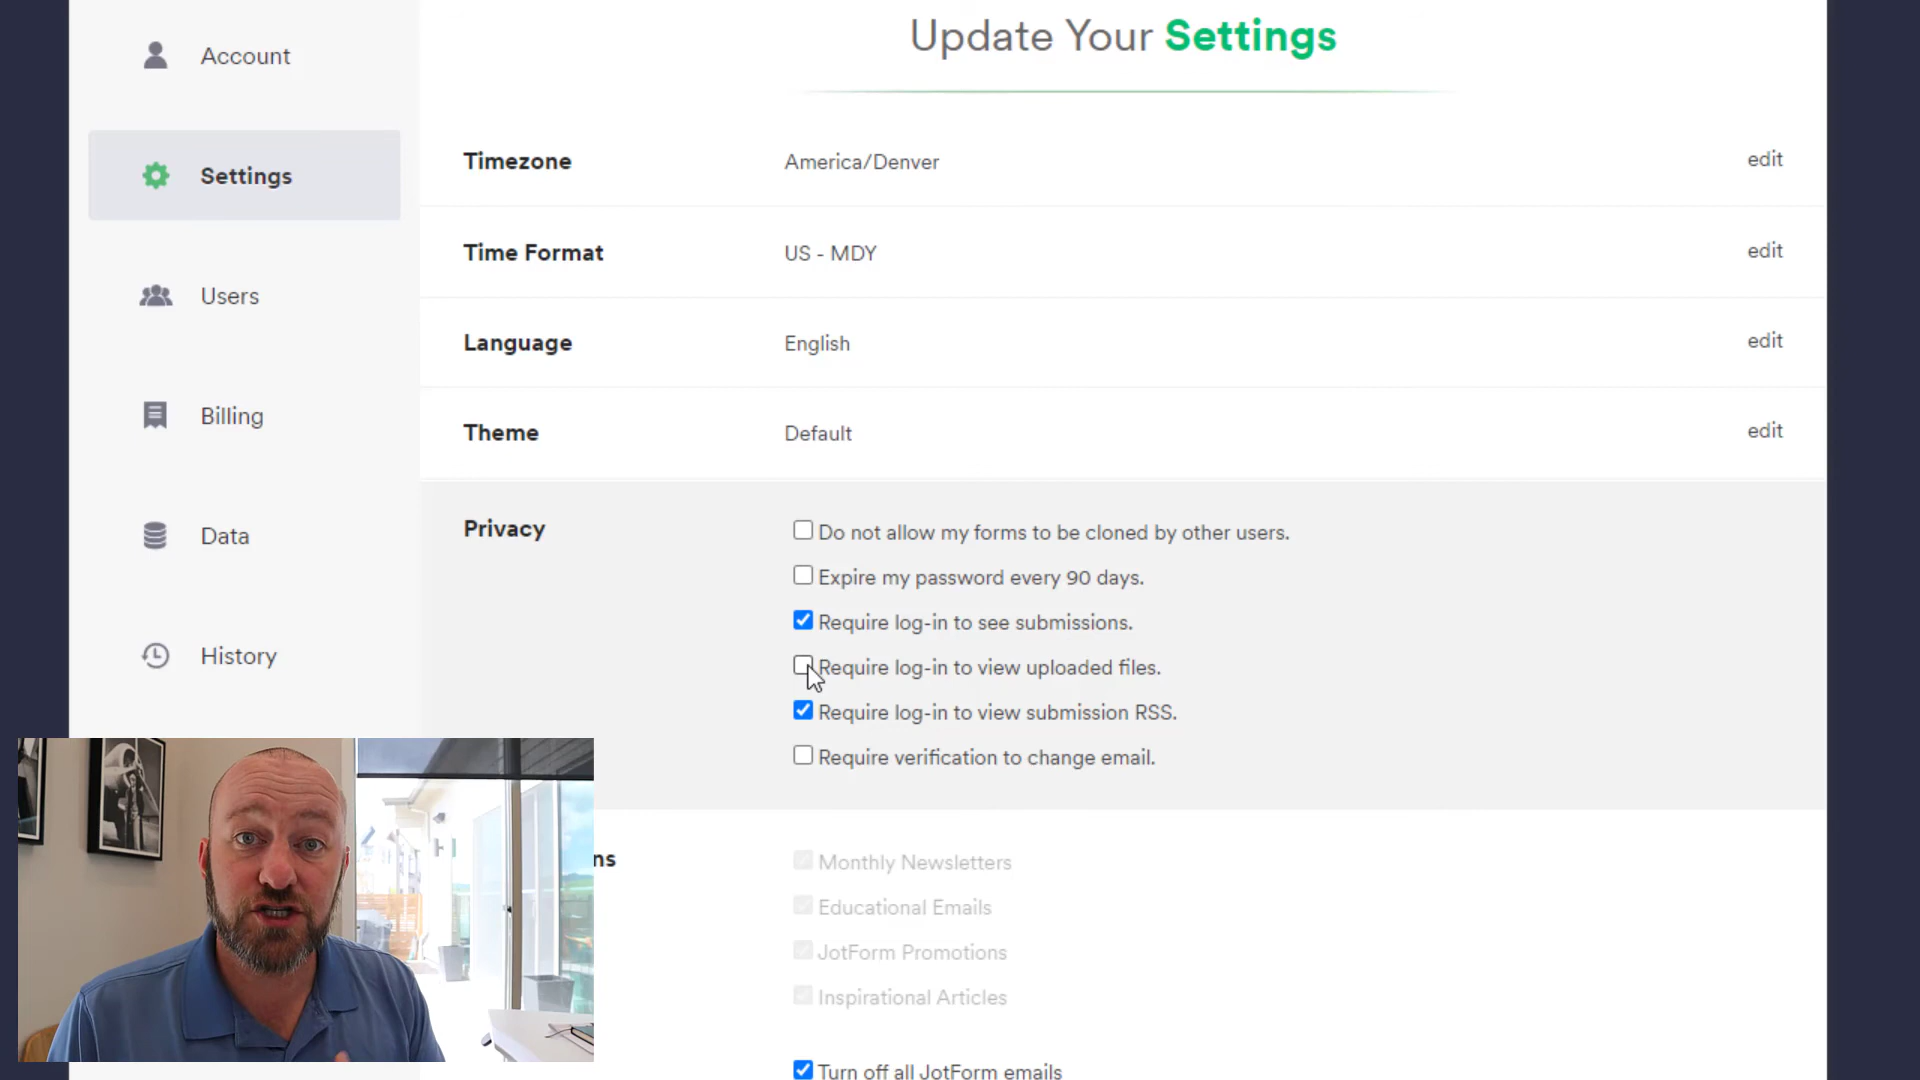 Update Your Settings
Account
Settings
Users
Billing
Data
History
Timezone America/Denver edit
Time Format US - MDY edit
Language English edit
Theme Default edit
Privacy
Do not allow my forms to be cloned by other users.
Expire my password every 90 days.
Require log-in to see submissions.
Require log-in to view uploaded files.
Require log-in to view submission RSS.
Require verification to change email.
ns
Monthly Newsletters
Educational Emails
JotForm Promotions
Inspirational Articles
Turn off all JotForm emails